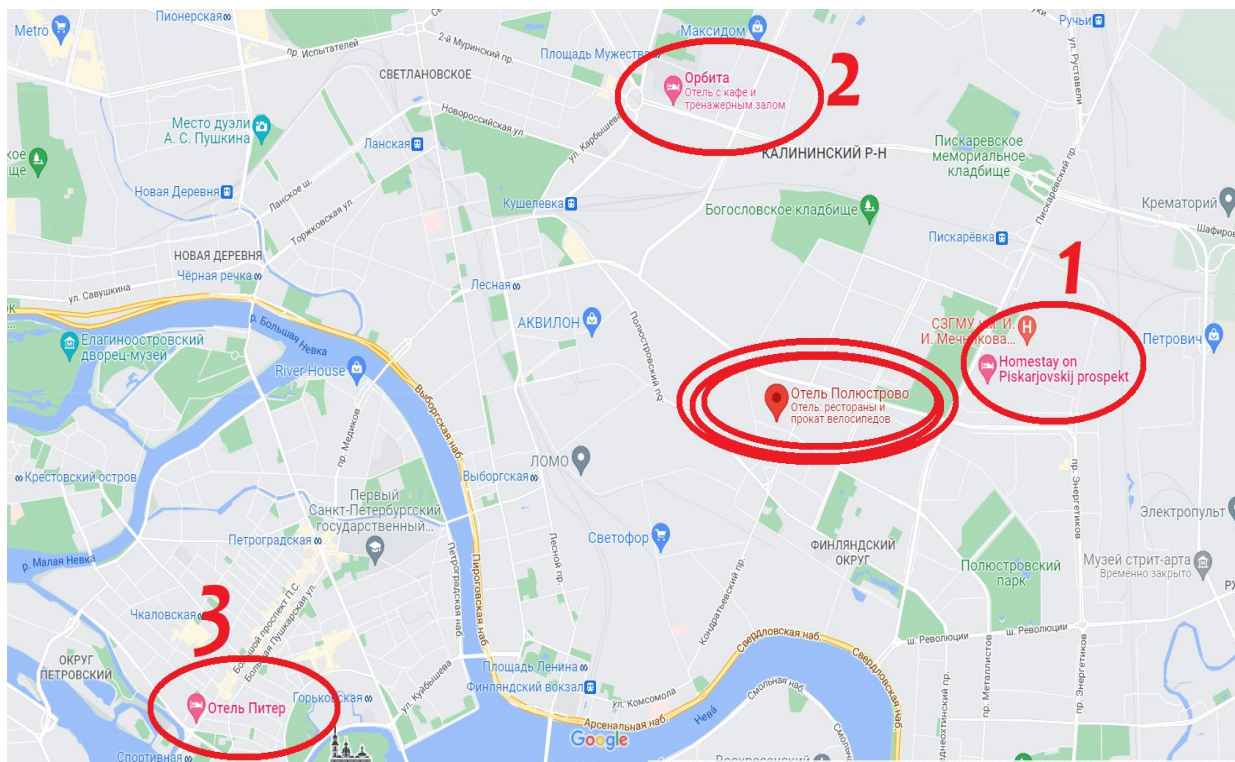 Пионерская
Metro
пр. Испытателей
2-й Муринский пр.
Площадь Мужества
Максидом
Ручьи
ул. Руставели
СВЕТЛАНОВСКОЕ
Орбита
Отель с кафе и
тренажерным залом
2
Место дуэли
А. С. Пушкина
Новороссийская ул.
Ланская
ул. Карбышева
КАЛИНИНСКИЙ Р-Н
Пискаревское
мемориальное
кладбище
Пискарёвский пр.
Новая Деревня
Ланское ш.
Кушелевка
Богословское кладбище
Крематорий
Торжковская ул.
Пискарёвка
НОВАЯ ДЕРЕВНЯ
Чёрная речка
ул. Савушкина
Лесная
1
р. Большая Невка
АКВИЛОН
Полюстровский
СЗГМУ
И. Мечникова...
Петрович
Елагиноостровский
дворец-музей
River House
Homestay on
Piskarjovskij prospekt
Выборгская наб.
Отель Полюстрово
Отель: рестораны и
прокат велосипедов
пр. Медиков
Крестовский остров
ЛОМО
Выборгская
пр. Энергетиков
Первый
Санкт-Петербургский
государственный...
Электропульт
Петроградская
Светофор
Лесной пр.
ФИНЛЯНДСКИЙ
ОКРУГ
Полюстровский
парк
Музей стрит-арта
Временно закрыто
р. Малая Невка
Петроградская наб.
Пироговская наб.
Кондратьевский пр.
3
Чкаловская
Большой проспект П.С.
Большая Пушкарская ул.
Свердловская наб.
Свердловская наб.
ш. Революции
ш. Революции
ОКРУГ
ПЕТРОВСКИЙ
ул. Куйбышева
Площадь Ленина
Финляндский вокзал
ул. Комсомола
Смольная наб.
пр. Металлистов
пр. Энергетиков
Отель Питер
Горьковская
Арсенальная наб.
Нева
Google
Спортивная